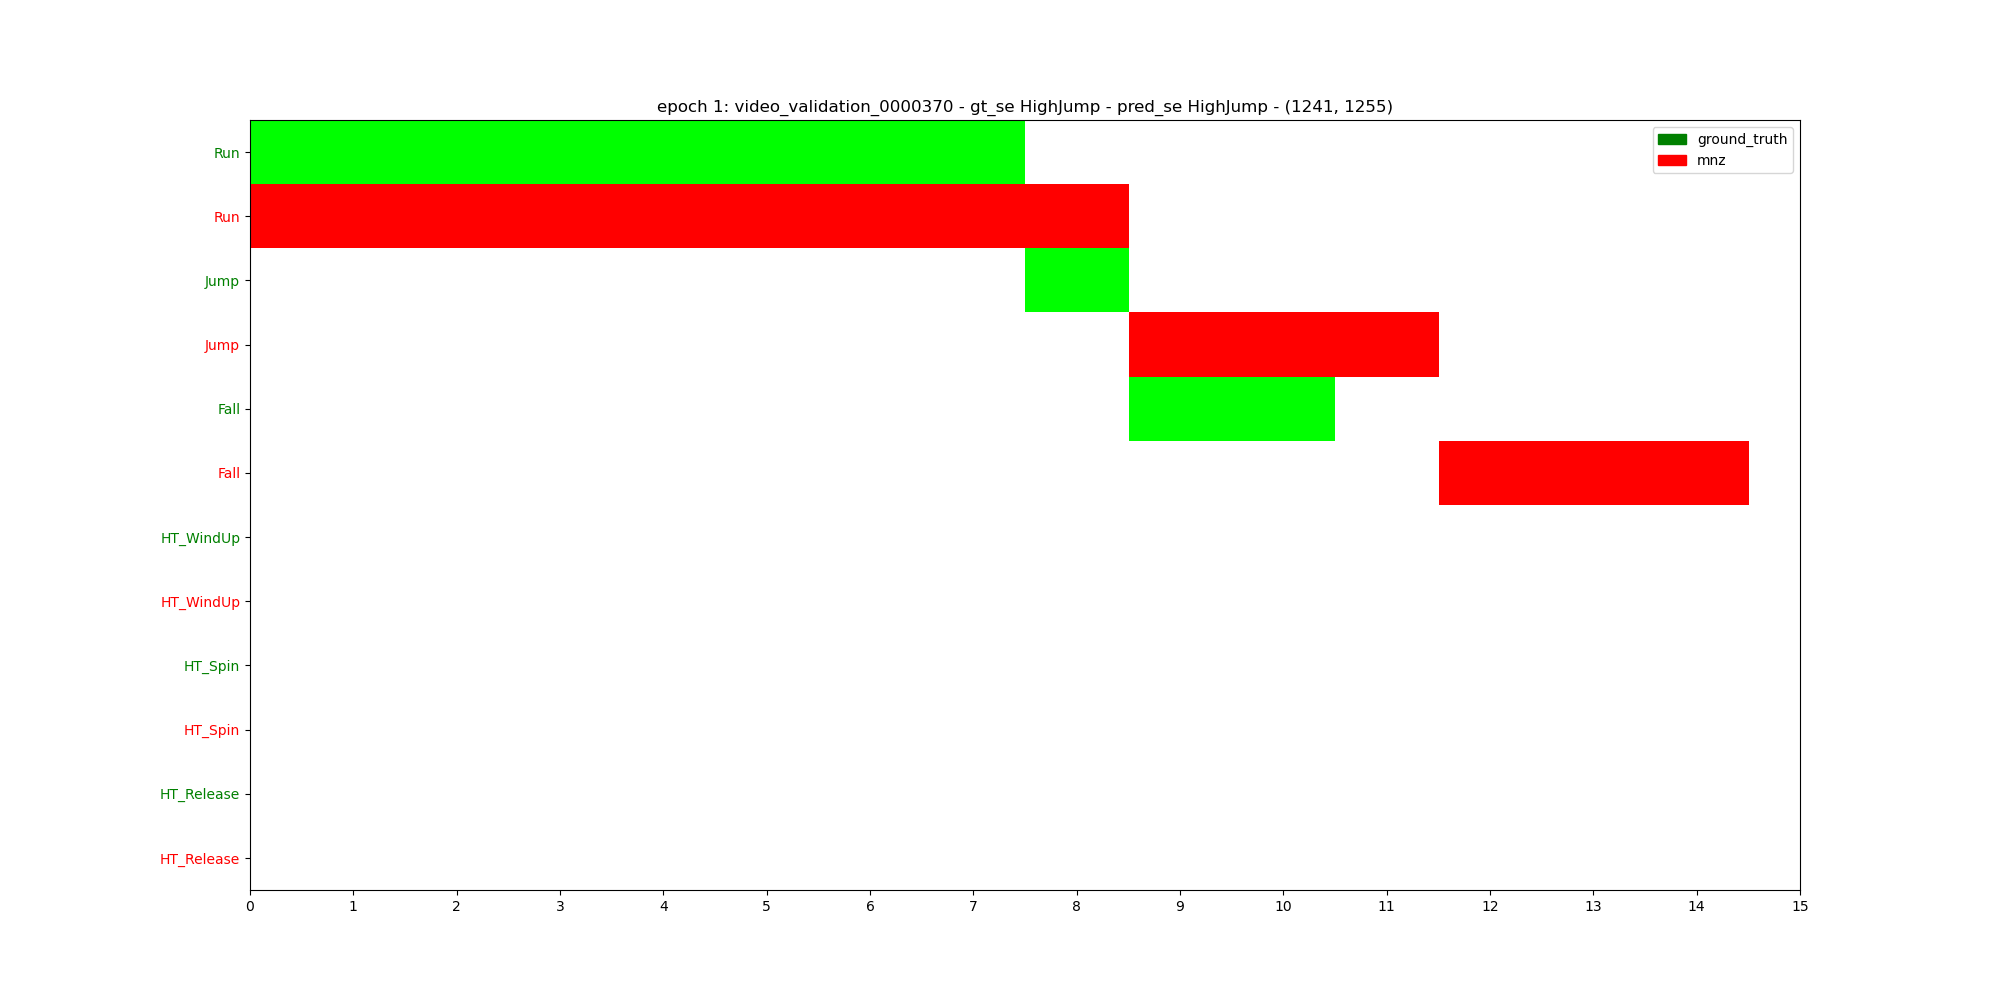 epoch 1: video_validation_0000370 - gt_se HighJump - pred_se HighJump - (1241, 1255)
ground_truth
mnz
Run
Run
Jump
Jump
Fall
Fall
HT_WindUp
HT_WindUp
HT_Spin
HT_Spin
HT_Release
HT_Release
0 1 2 3 4 5 6 7 8 9 10 11 12 13 14 15